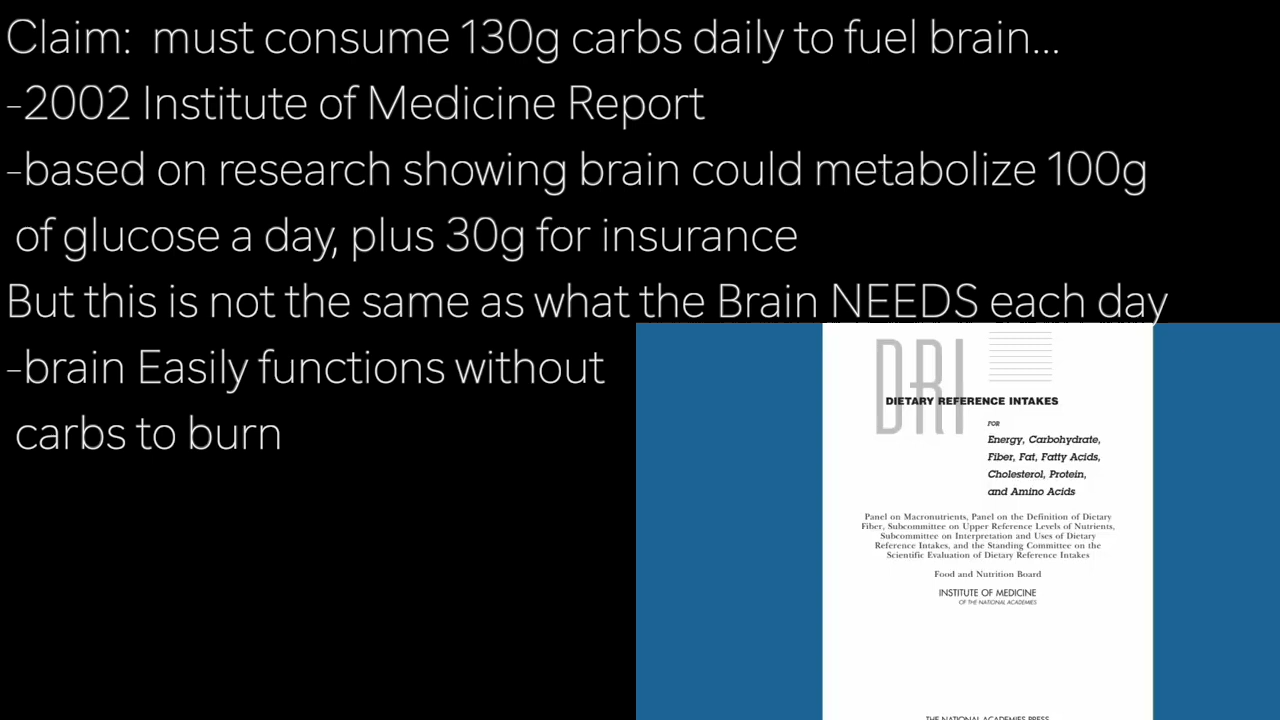 Claim:  must consume 130g carbs daily to fuel brain...
-2002 Institute of Medicine Report
-based on research showing brain could metabolize 100g
of glucose a day, plus 30g for insurance
But this is not the same as what the Brain NEEDS each day
-brain Easily functions without
carbs to burn
DRI
DIETARY REFERENCE INTAKES
FOR
Energy, Carbohydrate,
Fiber, Fat, Fatty Acids,
Cholesterol, Protein,
and Amino Acids
Panel on Macronutrients, Panel on the Definition of Dietary
Fiber, Subcommittee on Upper Reference Levels of Nutrients,
Subcommittee on Interpretation and Uses of Dietary
Reference Intakes, and the Standing Committee on the
Scientific Evaluation of Dietary Reference Intakes
Food and Nutrition Board
INSTITUTE OF MEDICINE
OF THE NATIONAL ACADEMIES
THE NATIONAL ACADEMIES PRESS